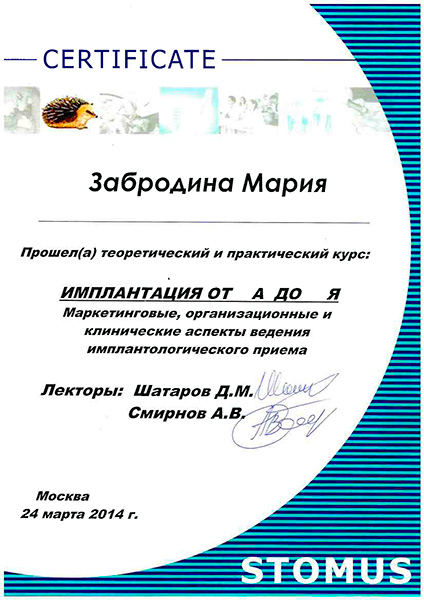 CERTIFICATE
Забродина Мария
Прошел(а) теоретический и практический курс:
ИМПЛАНТАЦИЯ ОТ А ДО Я
Маркетинговые, организационные и
клинические аспекты ведения
имплантологического приема
Лекторы: Шатаров Д.М.
Смирнов А.В.
Москва
24 марта 2014 г.
STOMUS